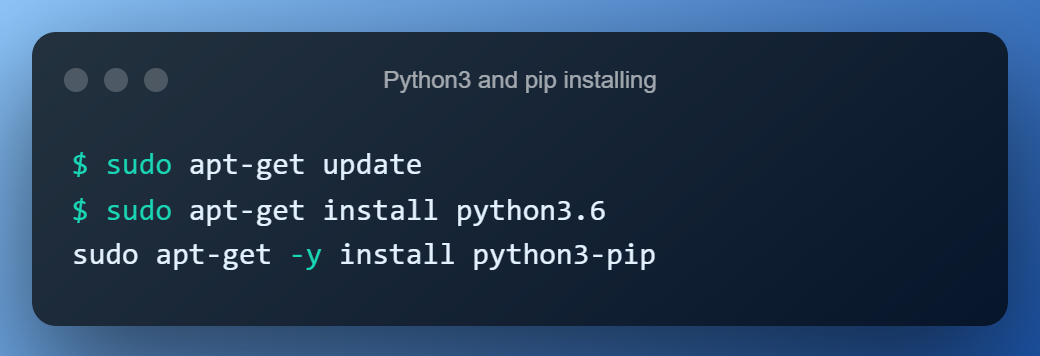 Python3 and pip installing
$ sudo apt-get update
$ sudo apt-get install python3.6
sudo apt-get -y install python3-pip